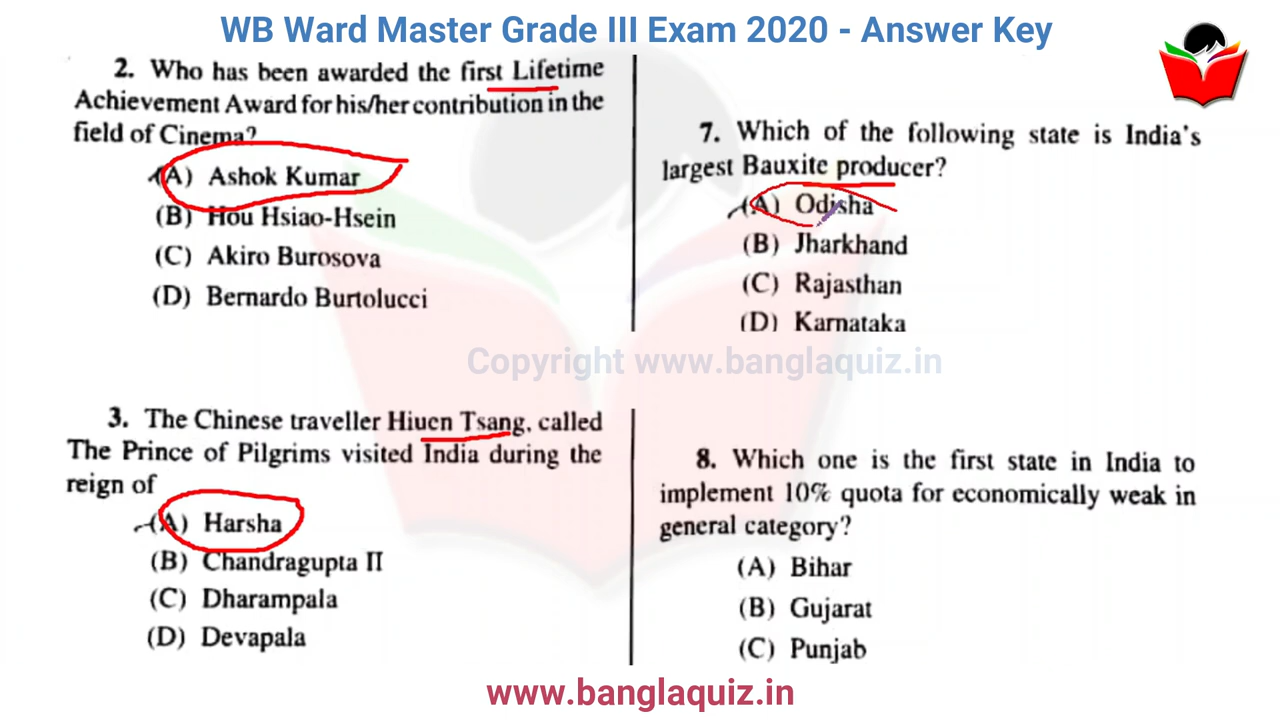 WB Ward Master Grade III Exam 2020 - Answer Key
2. Who has been awarded the first Lifetime
Achievement Award for his/her contribution in the
field of Cinema?
(A) Ashok Kumar
(B) Hou Hsiao-Hsein
(C) Akiro Burosova
(D) Bernardo Burtolucci
3. The Chinese traveller Hiuen Tsang, called
The Prince of Pilgrims visited India during the
reign of
(A) Harsha
(B) Chandragupta II
(C) Dharampala
(D) Devapala
7. Which of the following state is India's
largest Bauxite producer?
(A) Odisha
(B) Jharkhand
(C) Rajasthan
(D) Karnataka
8. Which one is the first state in India to
implement 10% quota for economically weak in
general category?
(A) Bihar
(B) Gujarat
(C) Punjab
Copyright www.banglaquiz.in
www.banglaquiz.in